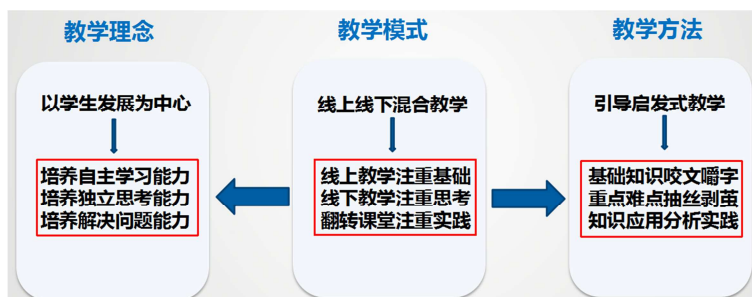 教学理念
教学模式
教学方法
以学生发展为中心
培养自主学习能力
培养独立思考能力
培养解决问题能力
线上线下混合教学
线上教学注重基础
线下教学注重思考
翻转课堂注重实践
引导启发式教学
基础知识咬文嚼字
重点难点抽丝剥茧
知识应用分析实践